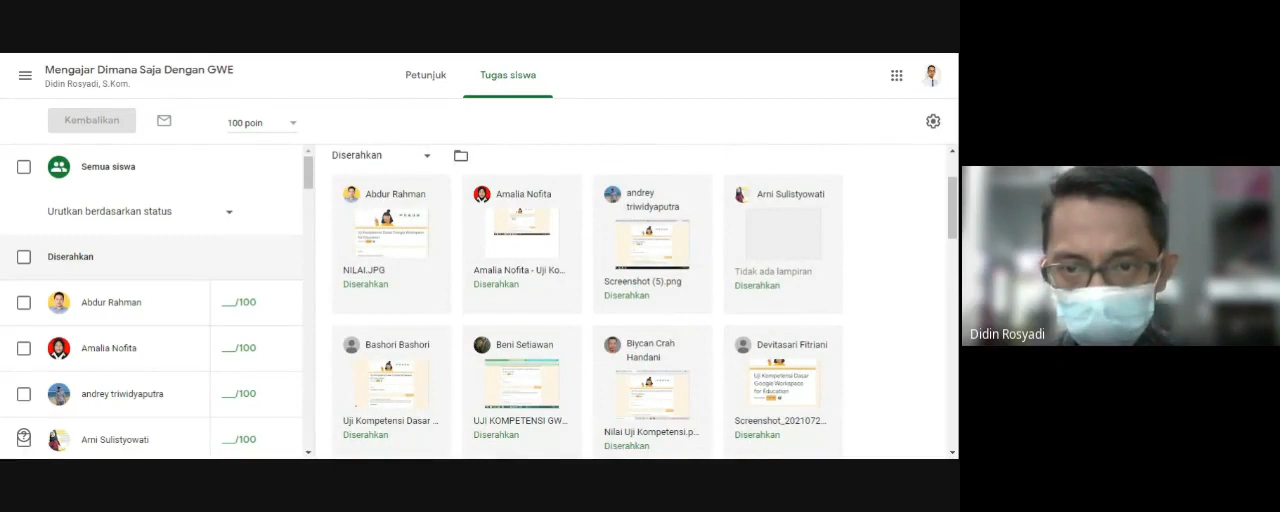 Mengajar Dimana Saja Dengan GWE
Didin Rosyadi, S.Kom.
Petunjuk
Tugas siswa
Kembalikan
100 poin
Semua siswa
Urutkan berdasarkan status
Diserahkan
Abdur Rahman
__/100
Amalia Nofita
__/100
andrey triwidyaputra
__/100
Arni Sulistyowati
__/100
Diserahkan
Abdur Rahman
NILAI.JPG
Diserahkan
Amalia Nofita
Amalia Nofita - Uji Ko...
Diserahkan
andrey
triwidyaputra
Screenshot (5).png
Diserahkan
Arni Sulistyowati
Tidak ada lampiran
Diserahkan
Bashori Bashori
Uji Kompetensi Dasar ...
Diserahkan
Beni Setiawan
UJI KOMPETENSI GW...
Diserahkan
Biycan Crah
Handani
Nilai Uji Kompetensi.p...
Diserahkan
Devitasari Fitriani
Uji Kompetensi Dasar
Google Workspace
for Education
Screenshot_2021072...
Diserahkan
Didin Rosyadi